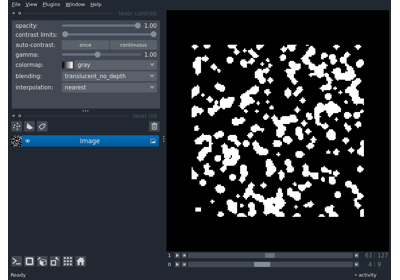 File View Plugins Window Help
layer controls
opacity: 1.00
contrast limits:
auto-contrast: once continuous
gamma: 1.00
colormap: gray
blending: translucent_no_depth
interpolation: nearest
layer list
Image
1 63 127
0 4 9
Ready activity